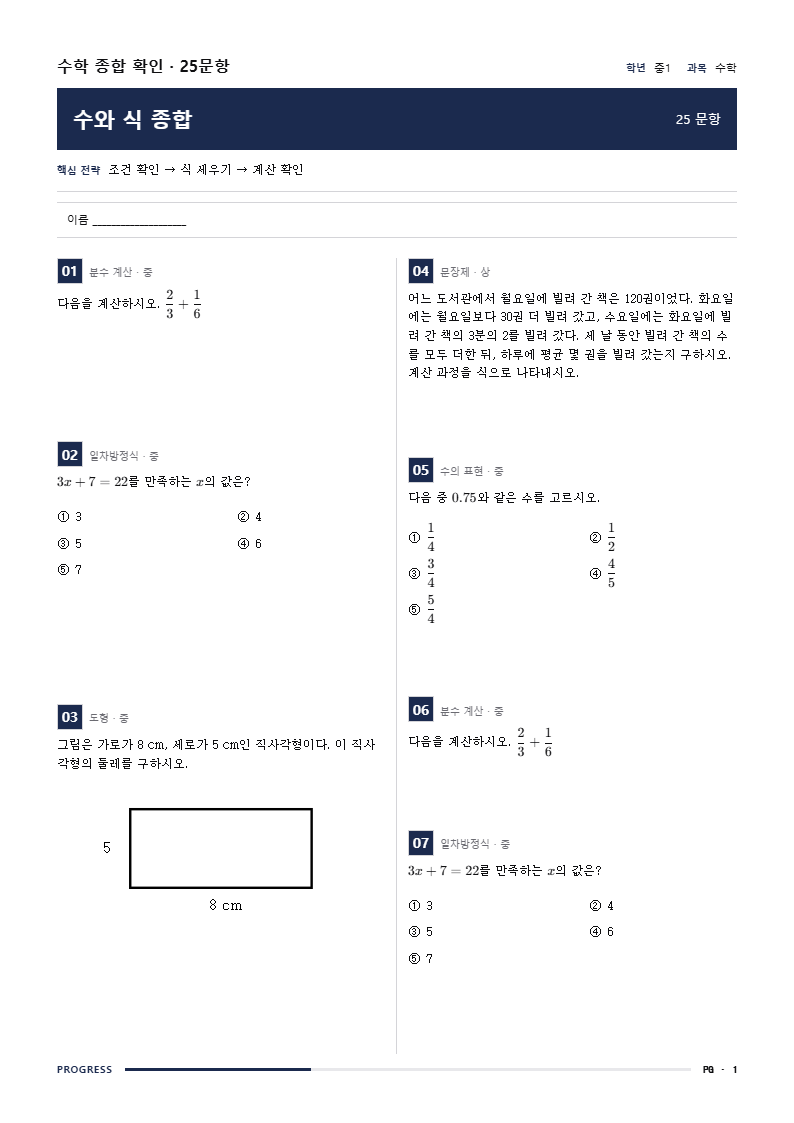 수학 종합 확인 · 25문항
학년 중1 과목 수학
수와 식 종합
25 문항
핵심 전략 조건 확인 → 식 세우기 → 계산 확인
이름 ____________________
01 분수 계산 · 중
다음을 계산하시오. 2/3 + 1/6
02 일차방정식 · 중
3x + 7 = 22를 만족하는 x의 값은?
① 3 ② 4
③ 5 ④ 6
⑤ 7
03 도형 · 중
그림은 가로가 8 cm, 세로가 5 cm인 직사각형이다. 이 직사
각형의 둘레를 구하시오.
5
8 cm
04 문장제 · 상
어느 도서관에서 월요일에 빌려 간 책은 120권이었다. 화요일
에는 월요일보다 30권 더 빌려 갔고, 수요일에는 화요일에 빌
려 간 책의 3분의 2를 빌려 갔다. 세 날 동안 빌려 간 책의 수
를 모두 더한 뒤, 하루에 평균 몇 권을 빌려 갔는지 구하시오.
계산 과정을 식으로 나타내시오.
05 수의 표현 · 중
다음 중 0.75와 같은 수를 고르시오.
① 1/4 ② 1/2
③ 3/4 ④ 4/5
⑤ 5/4
06 분수 계산 · 중
다음을 계산하시오. 2/3 + 1/6
07 일차방정식 · 중
3x + 7 = 22를 만족하는 x의 값은?
① 3 ② 4
③ 5 ④ 6
⑤ 7
PROGRESS
· 1